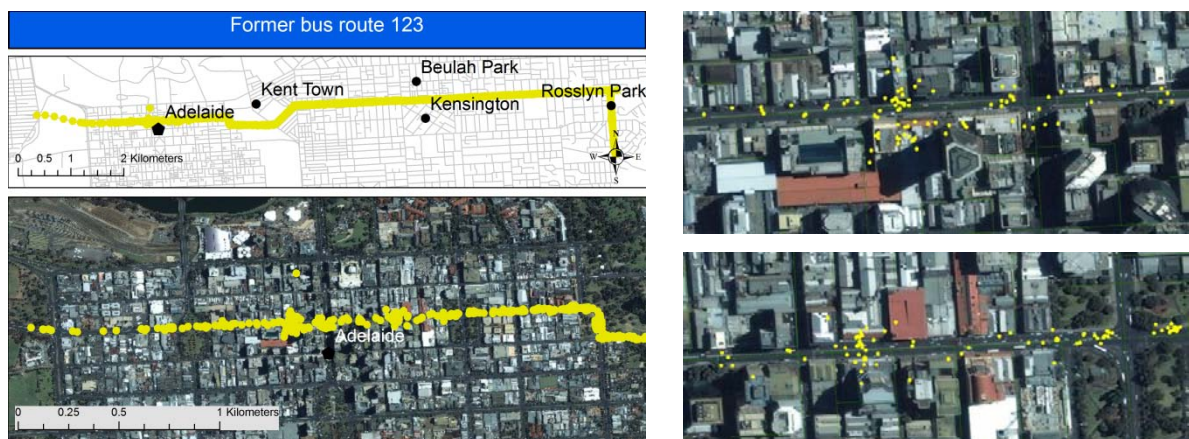 Former bus route 123
Beulah Park
Kent Town
Rosslyn Park
Adelaide
Kensington
N
W E
S
0 0.5 1 2 Kilometers
Adelaide
0 0.25 0.5 1 Kilometers